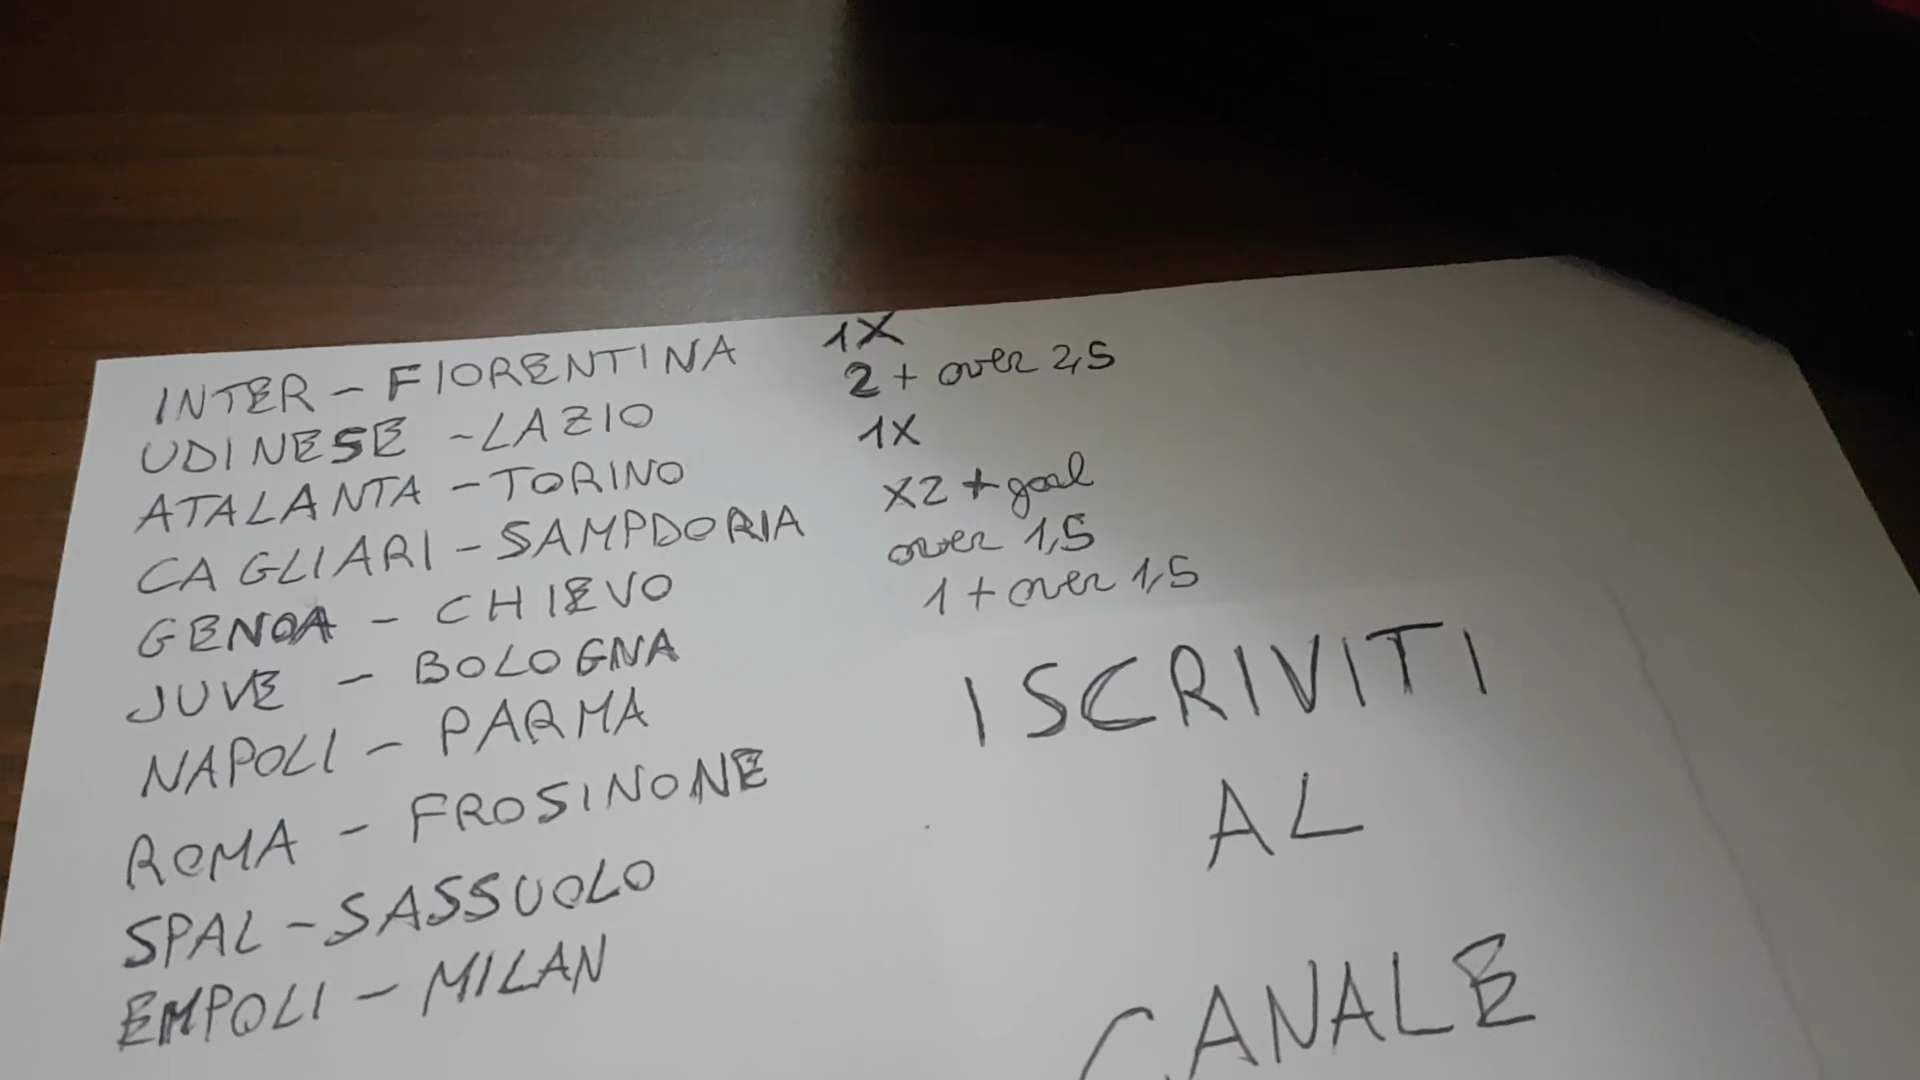 INTER - FIORENTINA 1X
UDINESE - LAZIO 2 + over 2,5
ATALANTA - TORINO 1X
CAGLIARI - SAMPDORIA X2 + goal
GENOA - CHIEVO over 1,5
JUVE - BOLOGNA 1 + over 1,5
NAPOLI - PARMA
ROMA - FROSINONE
SPAL - SASSUOLO
EMPOLI - MILAN
ISCRIVITI
AL
CANALE